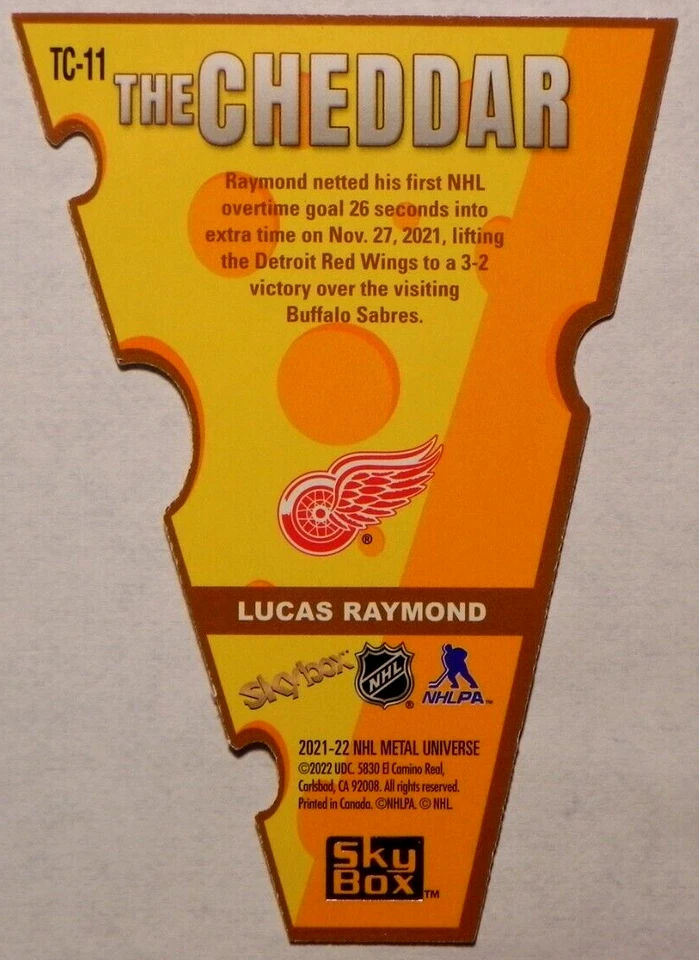 TC-11
THE CHEDDAR
Raymond netted his first NHL
overtime goal 26 seconds into
extra time on Nov. 27, 2021, lifting
the Detroit Red Wings to a 3-2
victory over the visiting
Buffalo Sabres.
®
LUCAS RAYMOND
Skybox™ NHL® NHLPA™
2021-22 NHL METAL UNIVERSE
©2022 UDC. 5830 El Camino Real,
Carlsbad, CA 92008. All rights reserved.
Printed in Canada. ©NHLPA. © NHL.
Sky
Box™